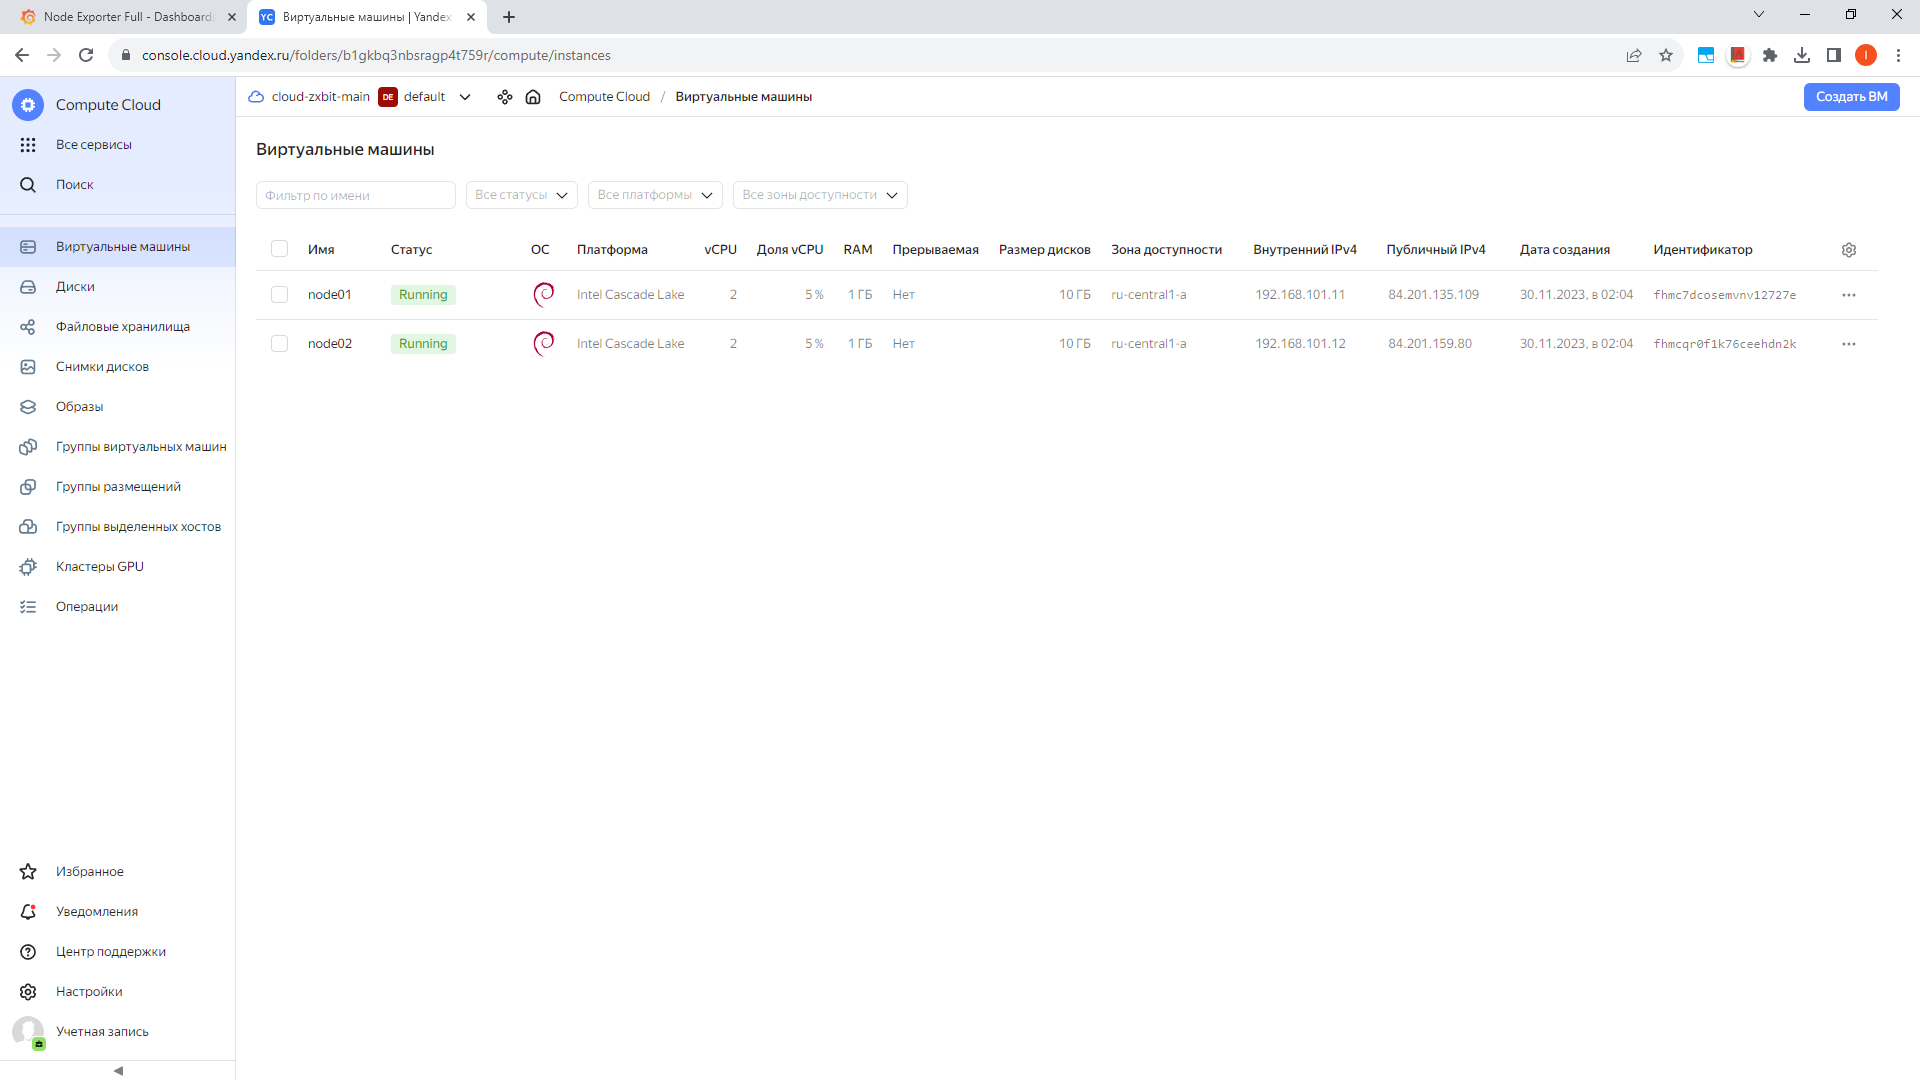 Node Exporter Full - Dashboards
YC Виртуальные машины | Yandex
console.cloud.yandex.ru/folders/b1gkbq3nbsragp4t759r/compute/instances
I
Compute Cloud
Все сервисы
Поиск
Виртуальные машины
Диски
Файловые хранилища
Снимки дисков
Образы
Группы виртуальных машин
Группы размещений
Группы выделенных хостов
Кластеры GPU
Операции
Избранное
Уведомления
Центр поддержки
Настройки
Учетная запись
cloud-zxbit-main DE default Compute Cloud / Виртуальные машины Создать ВМ
Виртуальные машины
Фильтр по имени Все статусы Все платформы Все зоны доступности
Имя Статус ОС Платформа vCPU Доля vCPU RAM Прерываемая Размер дисков Зона доступности Внутренний IPv4 Публичный IPv4 Дата создания Идентификатор
node01 Running Intel Cascade Lake 2 5 % 1 ГБ Нет 10 ГБ ru-central1-a 192.168.101.11 84.201.135.109 30.11.2023, в 02:04 fhmc7dcosemvnv12727e
node02 Running Intel Cascade Lake 2 5 % 1 ГБ Нет 10 ГБ ru-central1-a 192.168.101.12 84.201.159.80 30.11.2023, в 02:04 fhmcqr0f1k76ceehdn2k